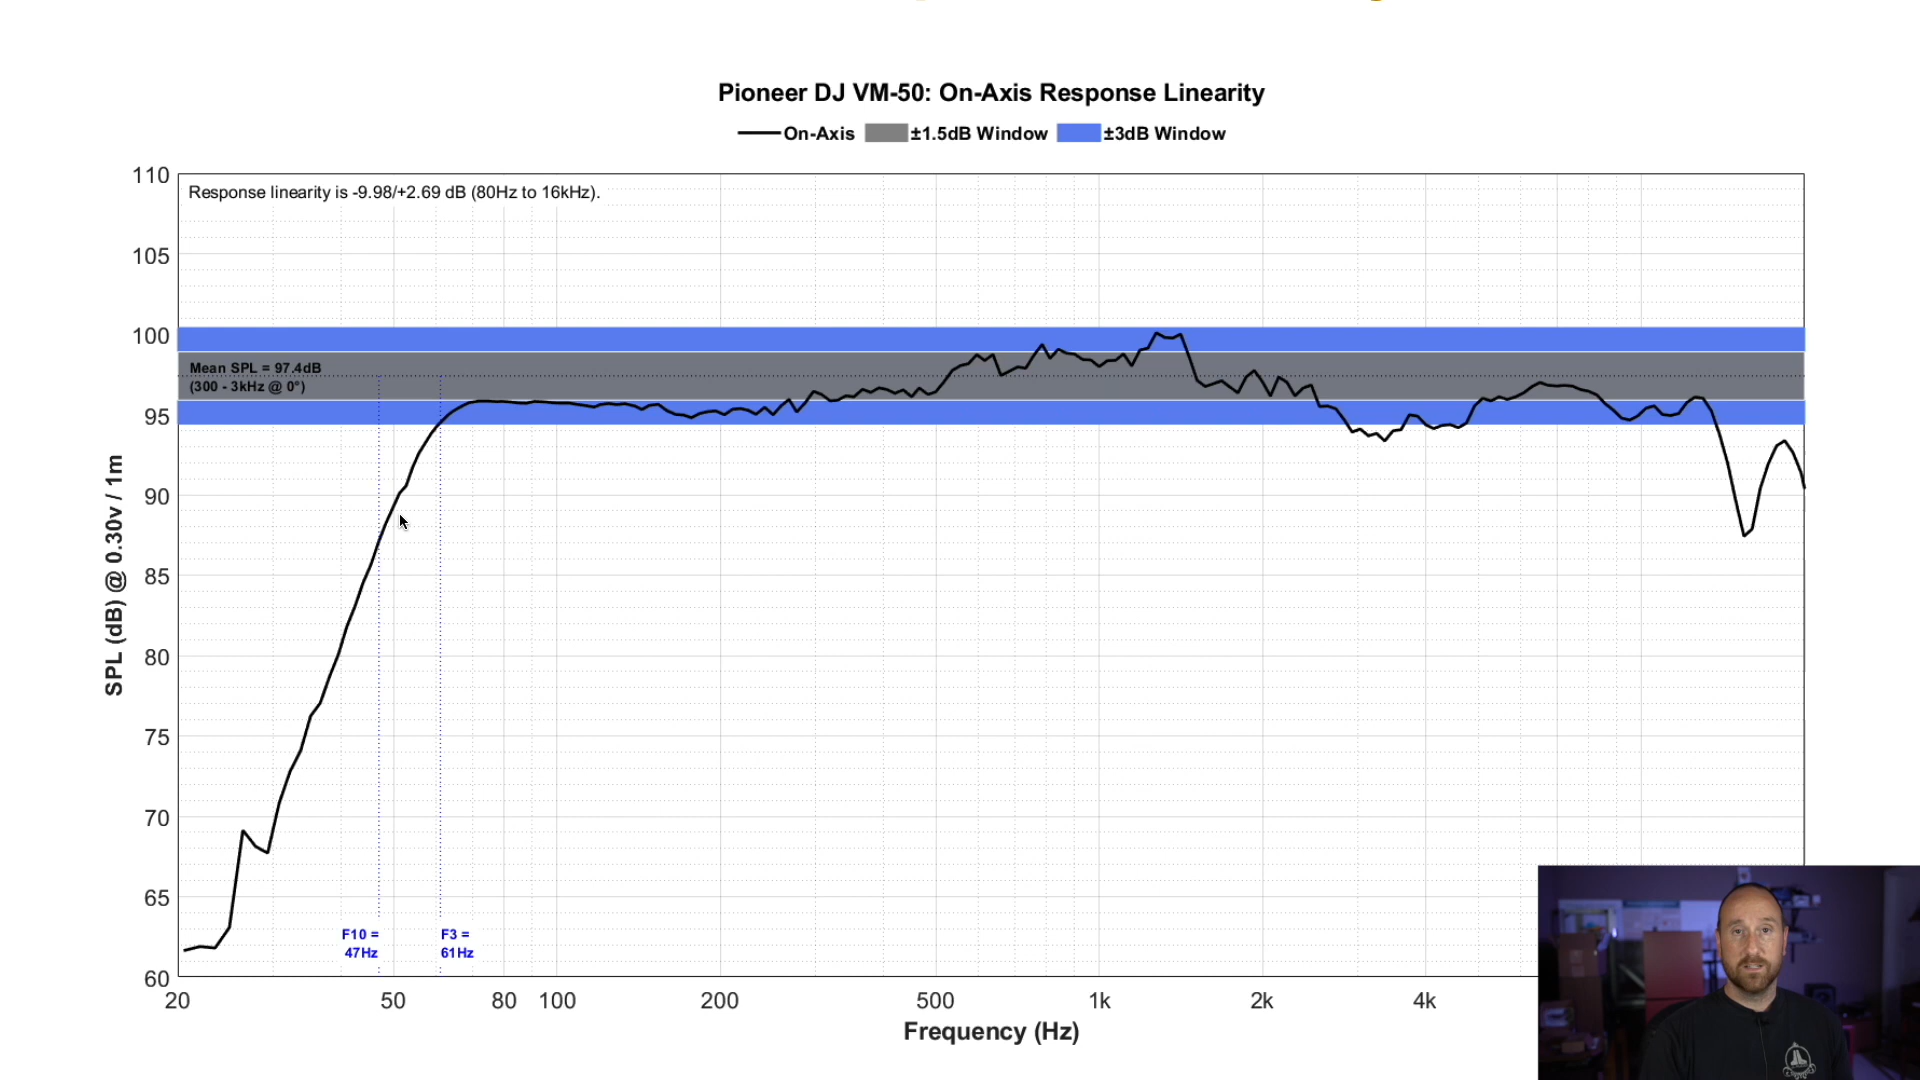 Pioneer DJ VM-50: On-Axis Response Linearity
On-Axis ±1.5dB Window ±3dB Window
Response linearity is -9.98/+2.69 dB (80Hz to 16kHz).
Mean SPL = 97.4dB
(300 - 3kHz @ 0°)
110
105
100
95
90
85
80
75
70
65
60
SPL (dB) @ 0.30v / 1m
F10 =
47Hz
F3 =
61Hz
20 50 80 100 200 500 1k 2k 4k
Frequency (Hz)